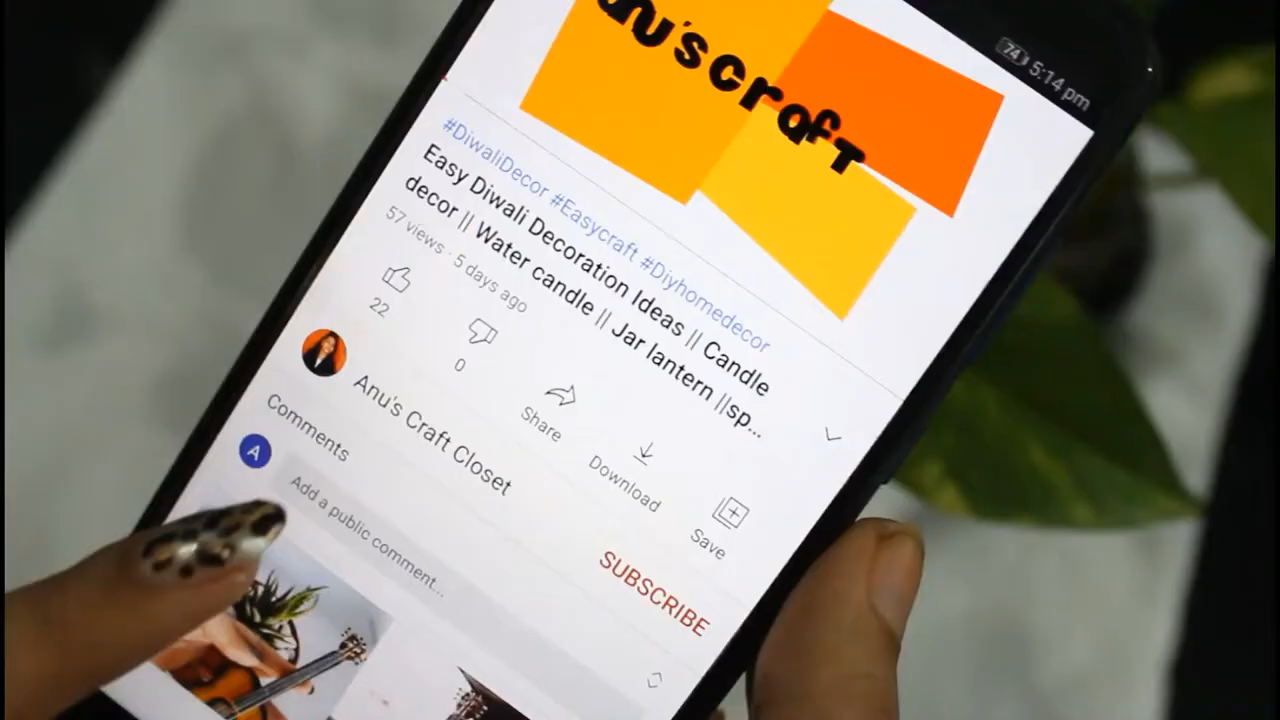 74 5:14 pm
Anu's craft
#DiwaliDecor #Easycraft #Diyhomedecor
Easy Diwali Decoration Ideas || Candle
decor || Water candle || Jar lantern ||sp...
57 views · 5 days ago
22
0
Share
Download
Save
Anu's Craft Closet
SUBSCRIBE
Comments
A
Add a public comment...